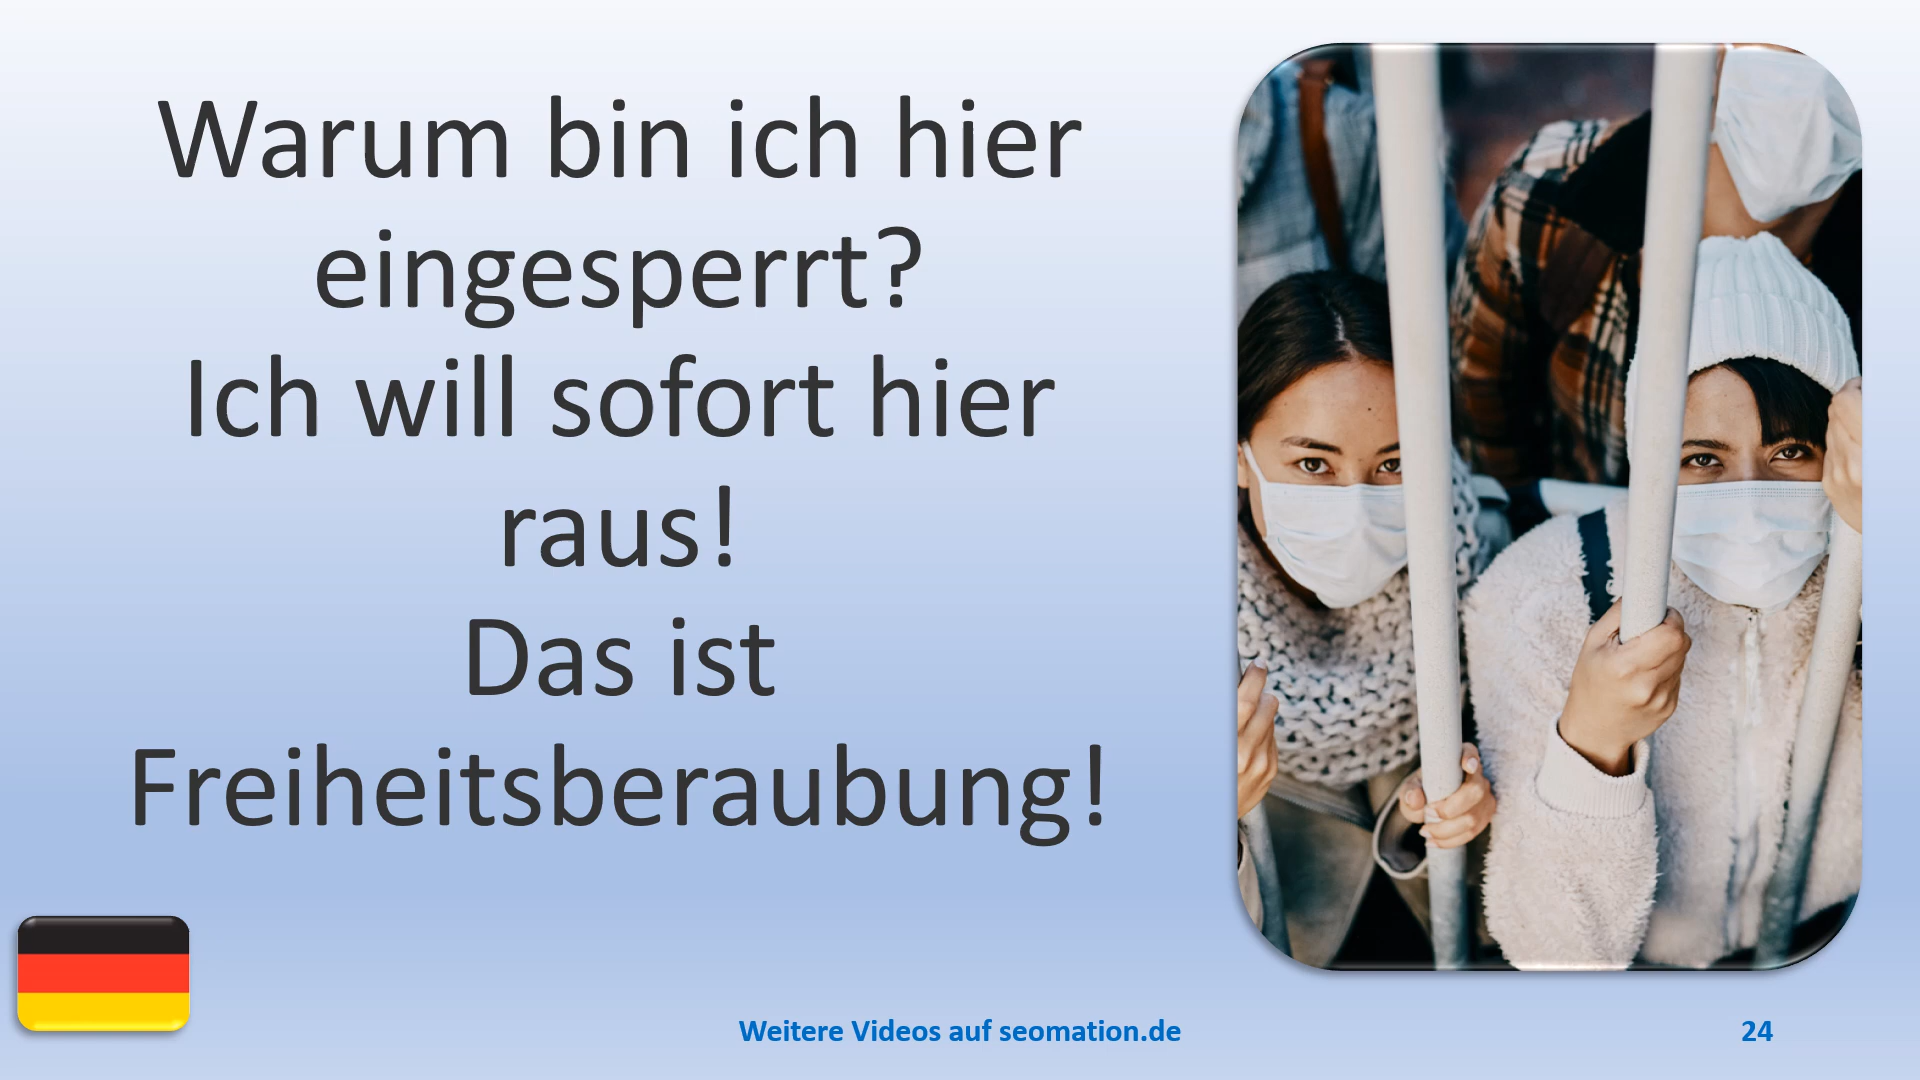 Warum bin ich hier
eingesperrt?
Ich will sofort hier
raus!
Das ist
Freiheitsberaubung!
Weitere Videos auf seomation.de
24